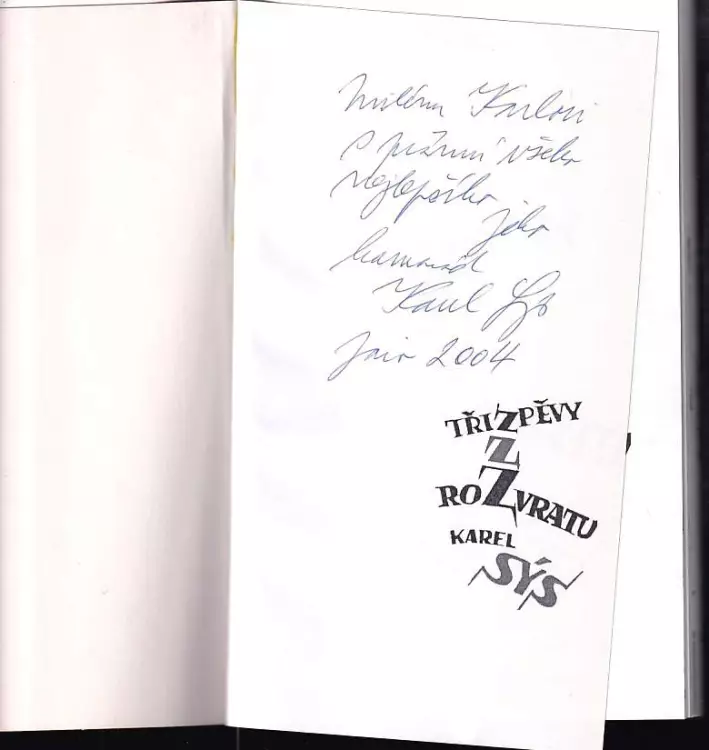 milému Karlovi
s přáním všeho
nejlepšího
jeho
kamarád
Karel Sýs
Jaro 2004
TŘI ZPĚVY
Z
ROZVRATU
KAREL
SÝS